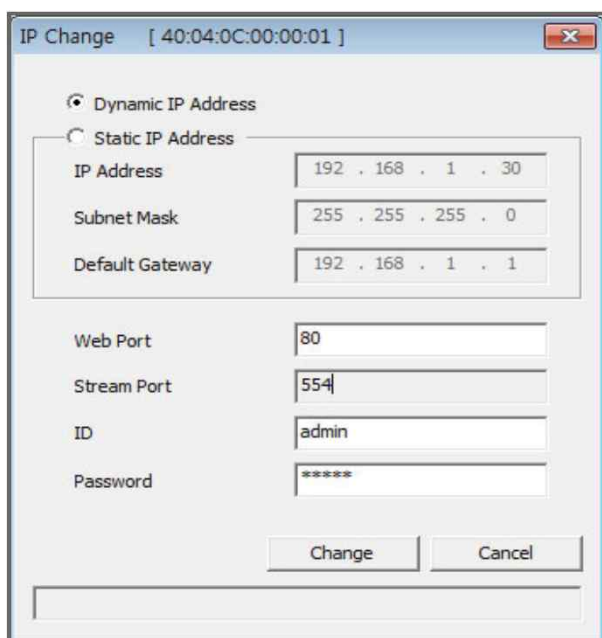 IP Change [ 40:04:0C:00:00:01 ]
Dynamic IP Address
Static IP Address
IP Address 192 . 168 . 1 . 30
Subnet Mask 255 . 255 . 255 . 0
Default Gateway 192 . 168 . 1 . 1
Web Port 80
Stream Port 554
ID admin
Password *****
Change Cancel